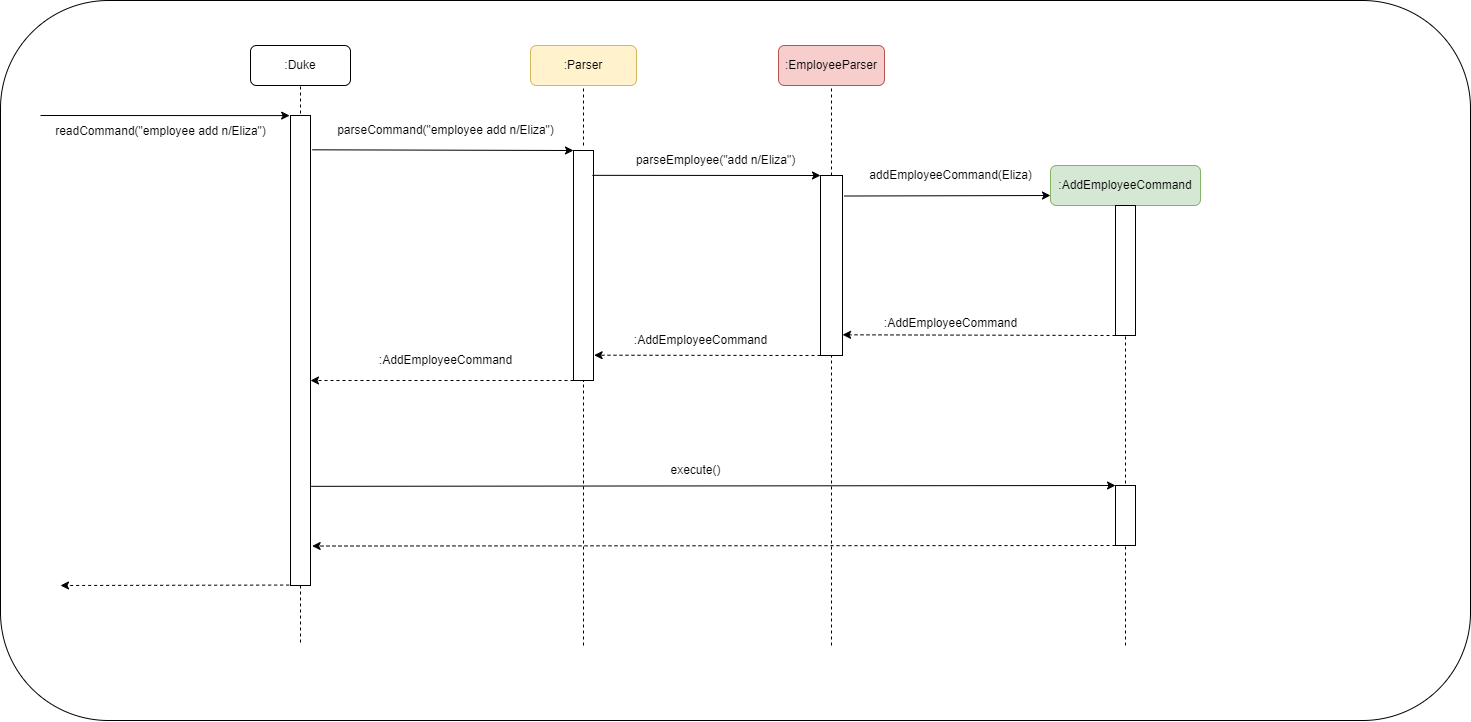 :Duke
:Parser
:EmployeeParser
readCommand("employee add n/Eliza")
parseCommand("employee add n/Eliza")
parseEmployee("add n/Eliza")
addEmployeeCommand(Eliza)
:AddEmployeeCommand
:AddEmployeeCommand
:AddEmployeeCommand
:AddEmployeeCommand
execute()